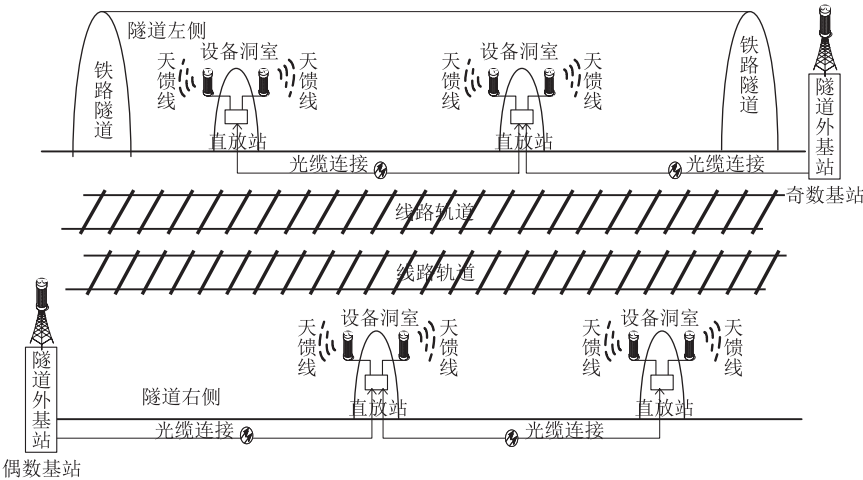 隧道左侧
铁路隧道
天馈线
设备洞室
天馈线
天馈线
设备洞室
天馈线
铁路隧道
隧道外基站
直放站
直放站
光缆连接
光缆连接
奇数基站
线路轨道
线路轨道
天馈线
设备洞室
天馈线
天馈线
设备洞室
天馈线
隧道外基站
隧道右侧
直放站
直放站
光缆连接
光缆连接
偶数基站